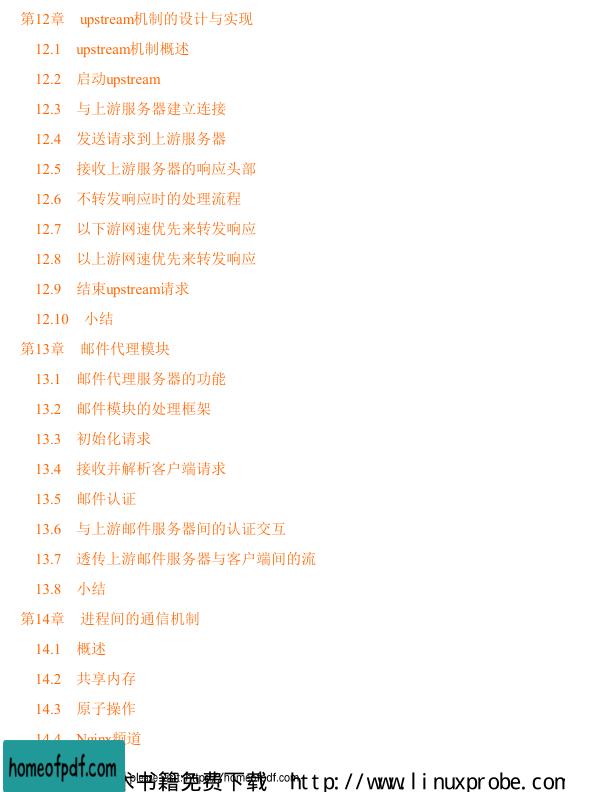 第12章 upstream机制的设计与实现
12.1 upstream机制概述
12.2 启动upstream
12.3 与上游服务器建立连接
12.4 发送请求到上游服务器
12.5 接收上游服务器的响应头部
12.6 不转发响应时的处理流程
12.7 以下游网速优先来转发响应
12.8 以上游网速优先来转发响应
12.9 结束upstream请求
12.10 小结
第13章 邮件代理模块
13.1 邮件代理服务器的功能
13.2 邮件模块的处理框架
13.3 初始化请求
13.4 接收并解析客户端请求
13.5 邮件认证
13.6 与上游邮件服务器间的认证交互
13.7 透传上游邮件服务器与客户端间的流
13.8 小结
第14章 进程间的通信机制
14.1 概述
14.2 共享内存
14.3 原子操作
14.4 Nginx频道
homeofpdf.com
术书籍免费下载 http://www.linuxprobe.com